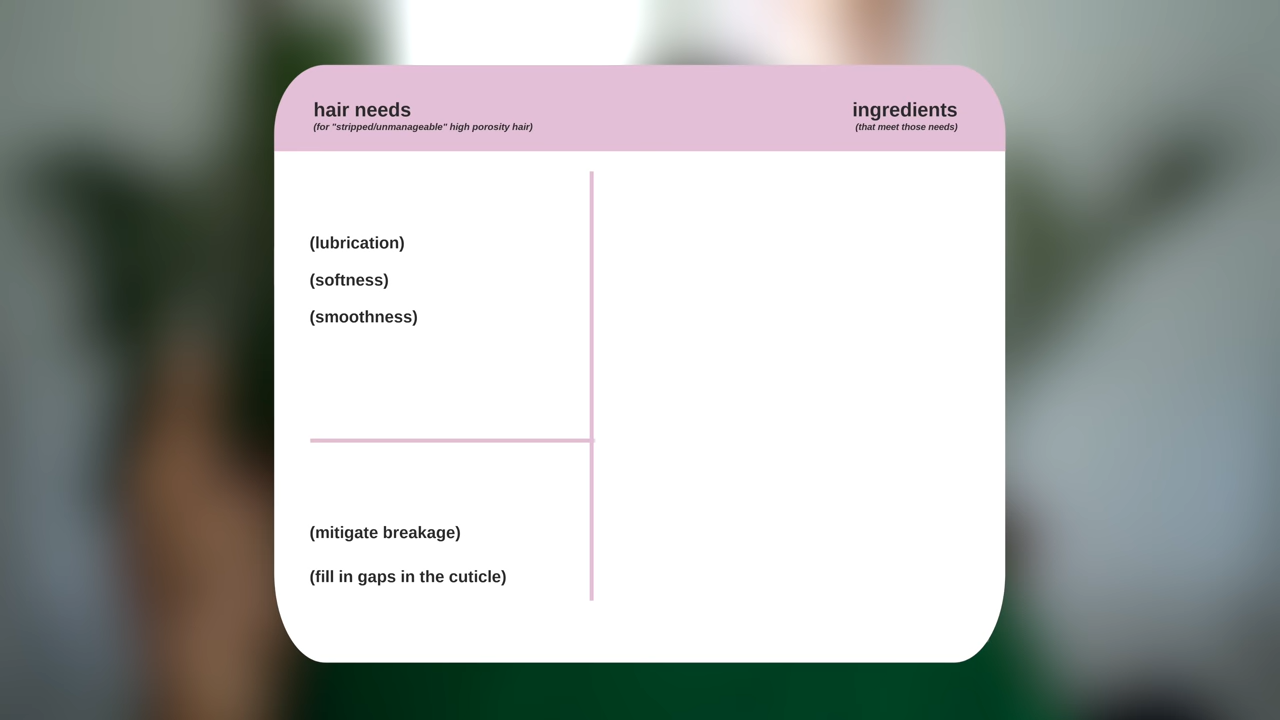 hair needs
(for "stripped/unmanageable" high porosity hair)
ingredients
(that meet those needs)
(lubrication)
(softness)
(smoothness)
(mitigate breakage)
(fill in gaps in the cuticle)